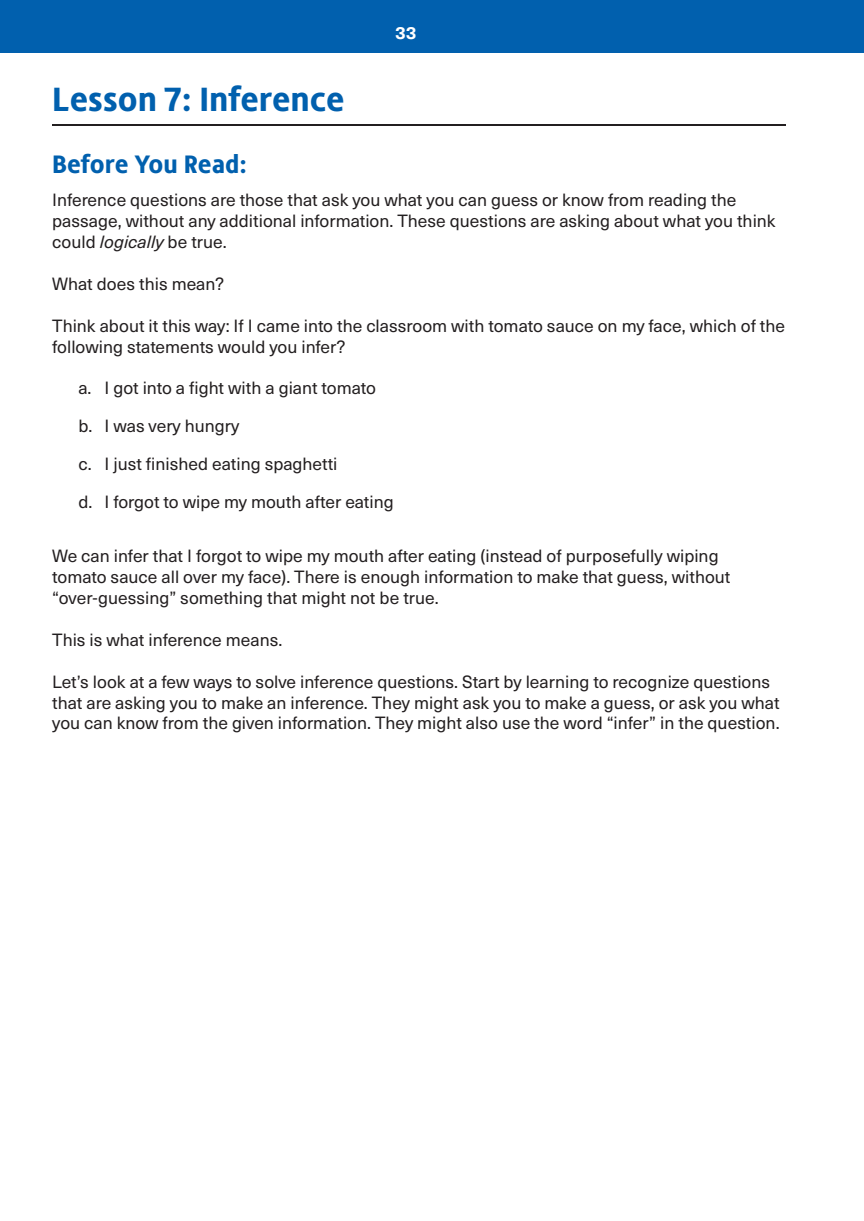 33
Lesson 7: Inference
Before You Read:
Inference questions are those that ask you what you can guess or know from reading the
passage, without any additional information. These questions are asking about what you think
could logically be true.
What does this mean?
Think about it this way: If I came into the classroom with tomato sauce on my face, which of the
following statements would you infer?
a. I got into a fight with a giant tomato
b. I was very hungry
c. I just finished eating spaghetti
d. I forgot to wipe my mouth after eating
We can infer that I forgot to wipe my mouth after eating (instead of purposefully wiping
tomato sauce all over my face). There is enough information to make that guess, without
“over-guessing” something that might not be true.
This is what inference means.
Let’s look at a few ways to solve inference questions. Start by learning to recognize questions
that are asking you to make an inference. They might ask you to make a guess, or ask you what
you can know from the given information. They might also use the word “infer” in the question.